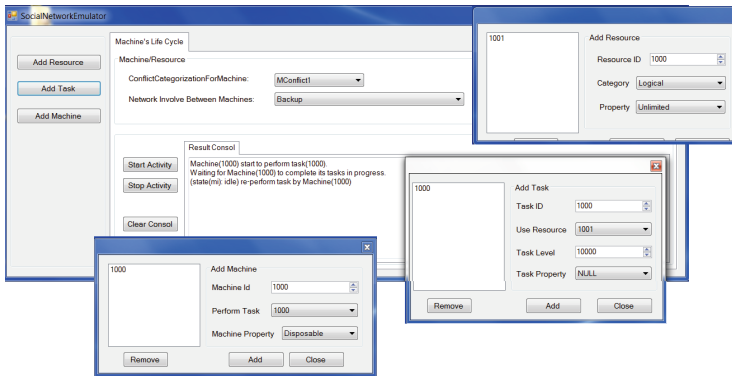 SocialNetworkEmulator
Add Resource
Add Task
Add Machine
Machine's Life Cycle
Machine/Resource
ConflictCategorizationForMachine: MConflict1
Network Involve Between Machines: Backup
Start Activity
Stop Activity
Clear Consol
Result Consol
Machine(1000) start to perform task(1000)
Waiting for Machine(1000) to complete its tasks in progress.
(state(mi): idle) re-perform task by Machine(1000)
1001
Add Resource
Resource ID 1000
Category Logical
Property Unlimited
1000
Add Task
Task ID 1000
Use Resource 1001
Task Level 10000
Task Property NULL
Remove Add Close
1000
Add Machine
Machine Id 1000
Perform Task 1000
Machine Property Disposable
Remove Add Close